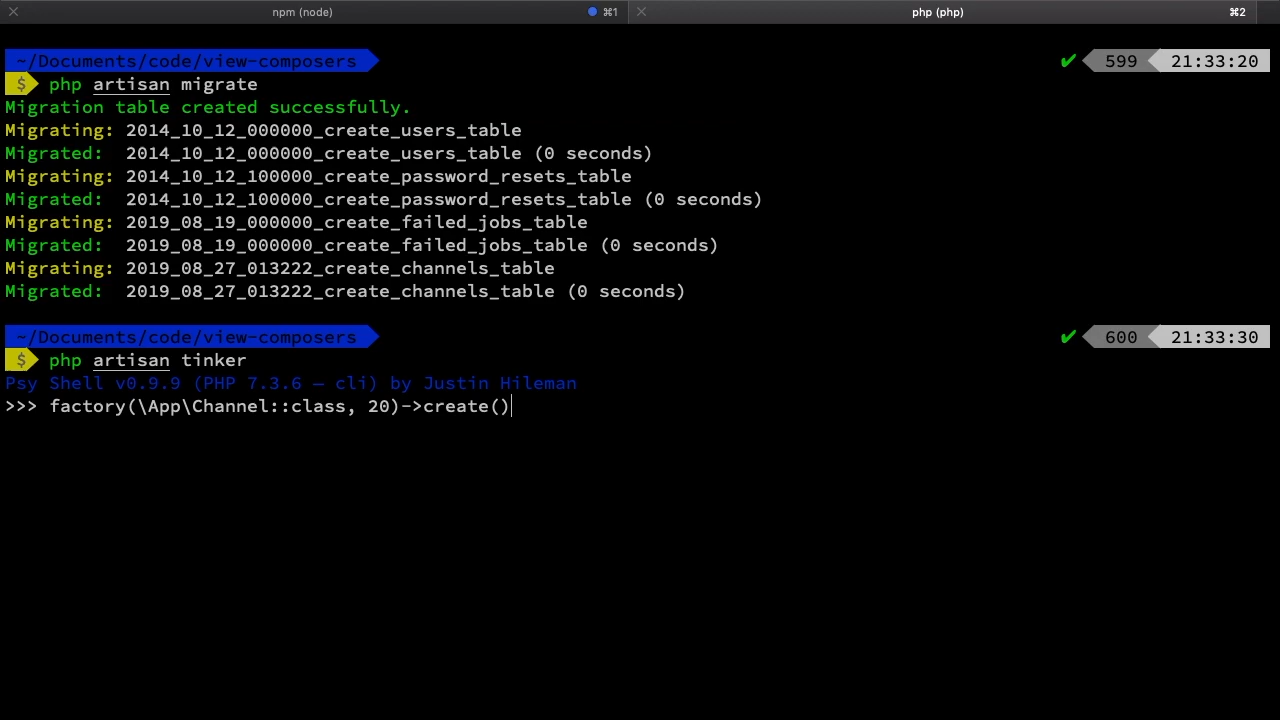 npm (node) ⌘1 php (php) ⌘2
~/Documents/code/view-composers ✔ 599 21:33:20
$ php artisan migrate
Migration table created successfully.
Migrating: 2014_10_12_000000_create_users_table
Migrated:  2014_10_12_000000_create_users_table (0 seconds)
Migrating: 2014_10_12_100000_create_password_resets_table
Migrated:  2014_10_12_100000_create_password_resets_table (0 seconds)
Migrating: 2019_08_19_000000_create_failed_jobs_table
Migrated:  2019_08_19_000000_create_failed_jobs_table (0 seconds)
Migrating: 2019_08_27_013222_create_channels_table
Migrated:  2019_08_27_013222_create_channels_table (0 seconds)
~/Documents/code/view-composers ✔ 600 21:33:30
$ php artisan tinker
Psy Shell v0.9.9 (PHP 7.3.6 — cli) by Justin Hileman
>>> factory(\App\Channel::class, 20)->create()